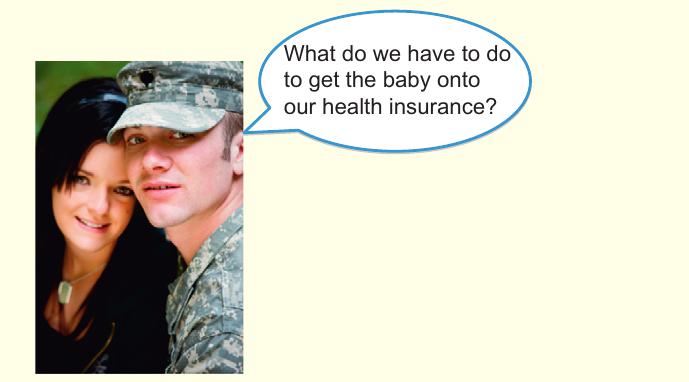 What do we have to do
to get the baby onto
our health insurance?